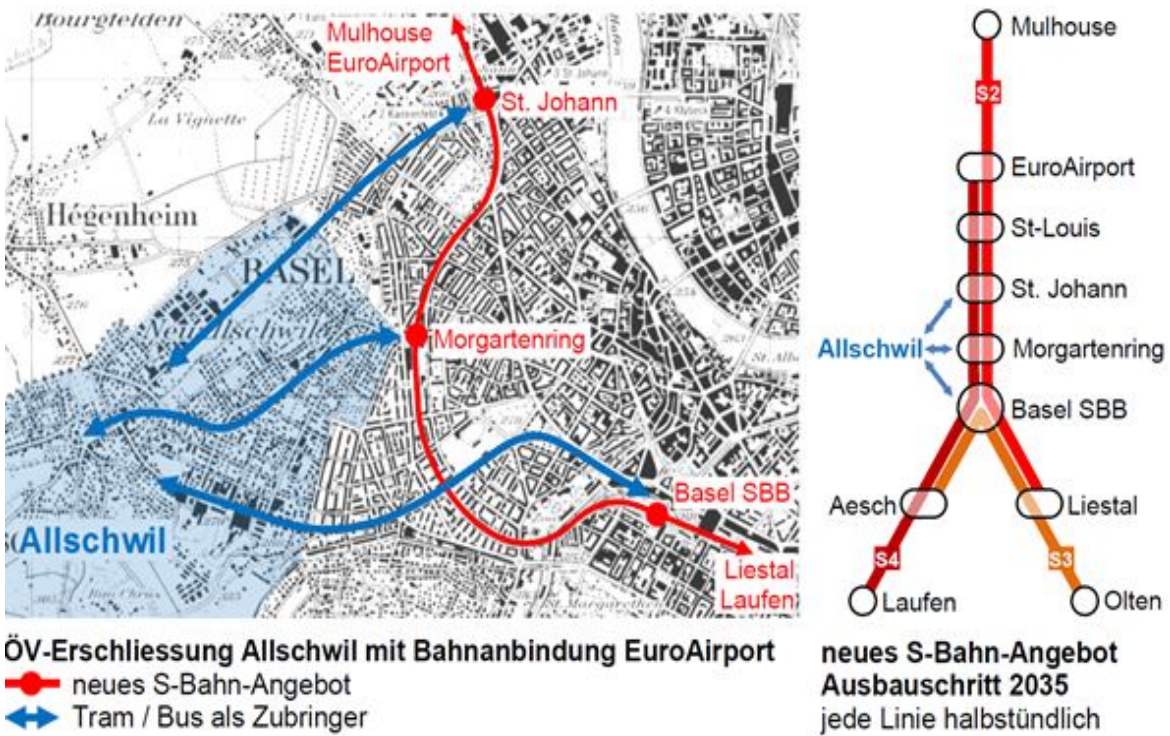 Bourgfelden
Mulhouse
EuroAirport
St. Johann
La Vignette
Hégenheim
BASEL
Neu Allschwil
Morgartenring
Basel SBB
Allschwil
Liestal
Laufen
ÖV-Erschliessung Allschwil mit Bahnanbindung EuroAirport
neues S-Bahn-Angebot
Tram / Bus als Zubringer
Mulhouse
S2
EuroAirport
St-Louis
St. Johann
Allschwil
Morgartenring
Basel SBB
Aesch
Liestal
S4
S3
Laufen
Olten
neues S-Bahn-Angebot
Ausbauschritt 2035
jede Linie halbstündlich